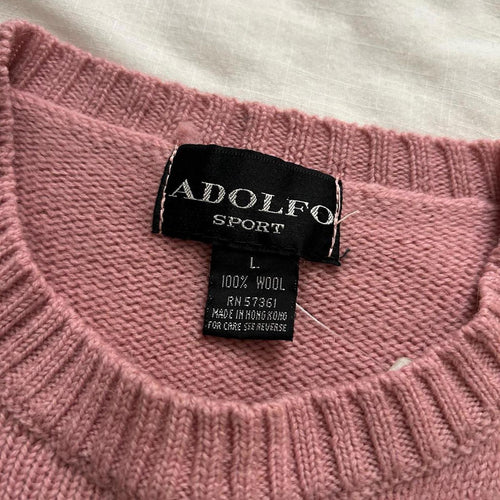 ADOLFO
SPORT
L.
100% WOOL
RN 57361
MADE IN HONG KONG
FOR CARE SEE REVERSE